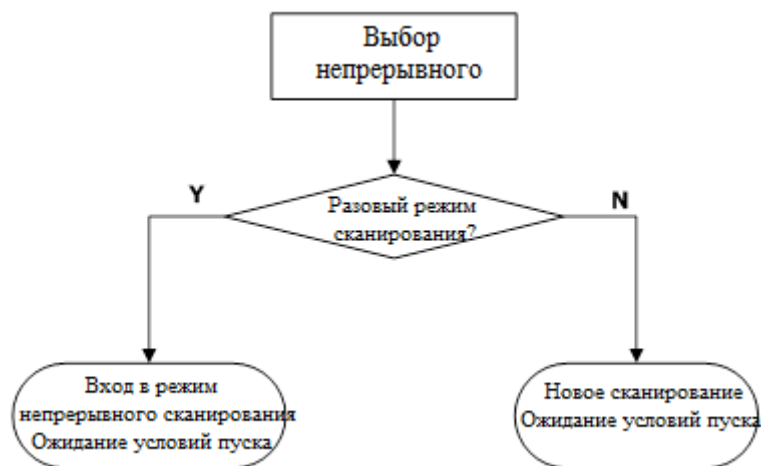 Выбор
непрерывного
Y
N
Разовый режим
сканирования?
Вход в режим
непрерывного сканирования
Ожидание условий пуска
Новое сканирование
Ожидание условий пуска